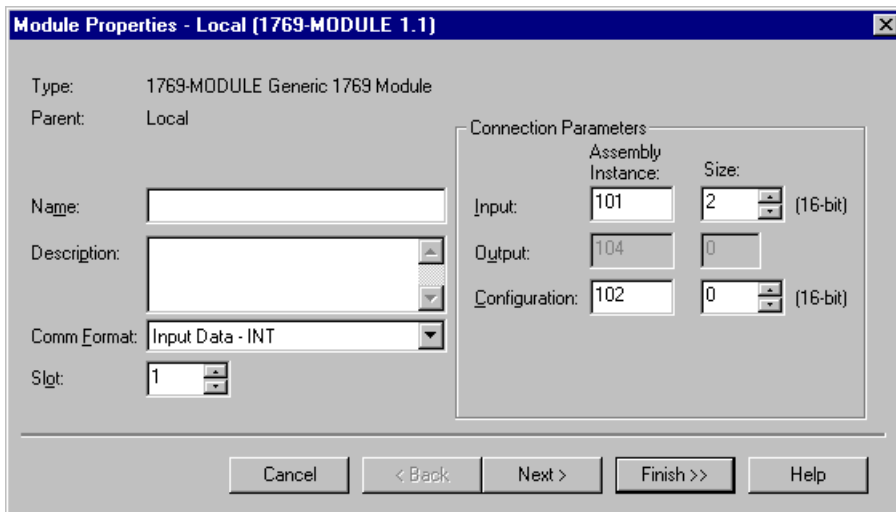 Module Properties - Local (1769-MODULE 1.1)
Type: 1769-MODULE Generic 1769 Module
Parent: Local
Connection Parameters
Assembly Instance: Size:
Name:
Input: 101 2 (16-bit)
Description:
Output: 104 0
Configuration: 102 0 (16-bit)
Comm Format: Input Data - INT
Slot: 1
Cancel
< Back
Next >
Finish >>
Help